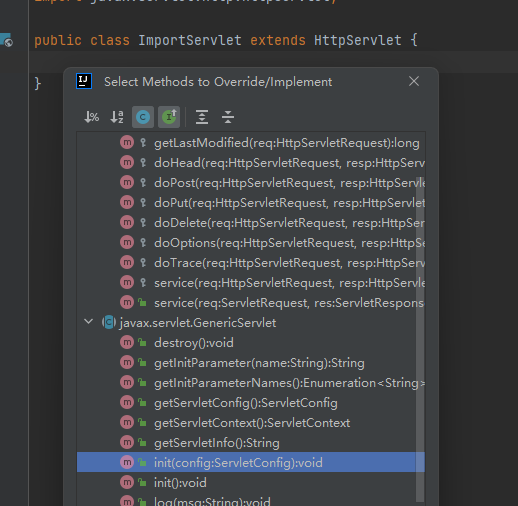 public class ImportServlet extends HttpServlet {
}
Select Methods to Override/Implement
getLastModified(req:HttpServletRequest):long
doHead(req:HttpServletRequest, resp:HttpServ
doPost(req:HttpServletRequest, resp:HttpServle
doPut(req:HttpServletRequest, resp:HttpServlet
doDelete(req:HttpServletRequest, resp:HttpServ
doOptions(req:HttpServletRequest, resp:HttpSe
doTrace(req:HttpServletRequest, resp:HttpServ
service(req:HttpServletRequest, resp:HttpServle
service(req:ServletRequest, res:ServletRespons
javax.servlet.GenericServlet
destroy():void
getInitParameter(name:String):String
getInitParameterNames():Enumeration<String>
getServletConfig():ServletConfig
getServletContext():ServletContext
getServletInfo():String
init(config:ServletConfig):void
init():void
log(msg:String):void